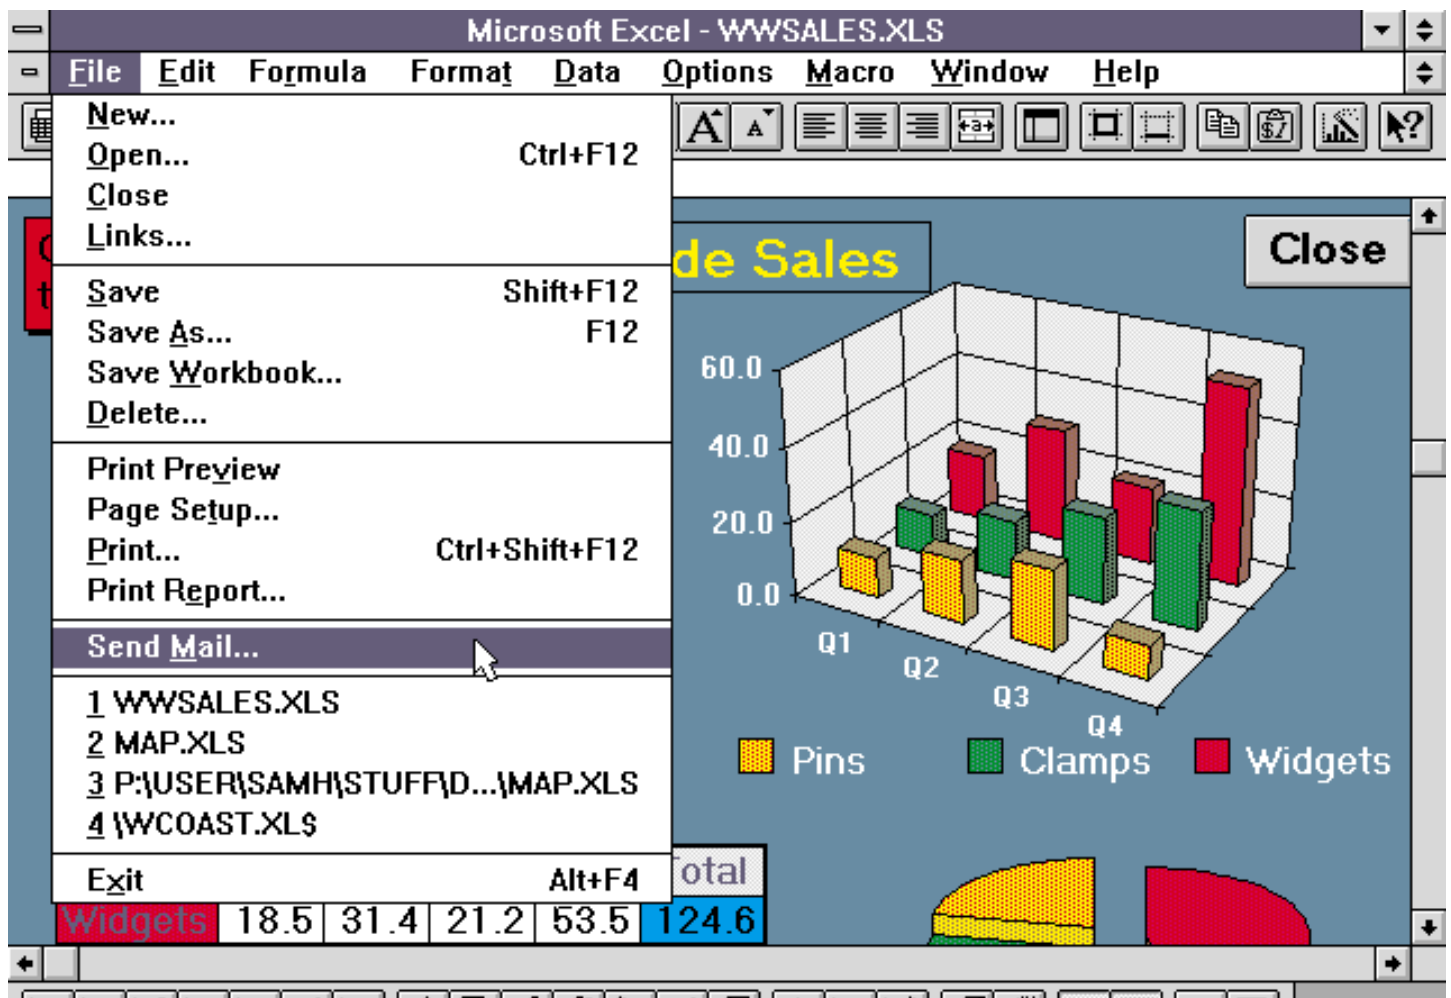 Microsoft Excel - WWSALES.XLS
File Edit Formula Format Data Options Macro Window Help
New...
Open... Ctrl+F12
Close
Links...
Save Shift+F12
Save As... F12
Save Workbook...
Delete...
Print Preview
Page Setup...
Print... Ctrl+Shift+F12
Print Report...
Send Mail...
1 WWSALES.XLS
2 MAP.XLS
3 P:\USER\SAMH\STUFF\D...\MAP.XLS
4 \WCOAST.XL$
Exit Alt+F4
A A
a
$7
?
de Sales
Close
60.0
40.0
20.0
0.0
Q1
Q2
Q3
Q4
Pins Clamps Widgets
Total
Widgets 18.5 31.4 21.2 53.5 124.6